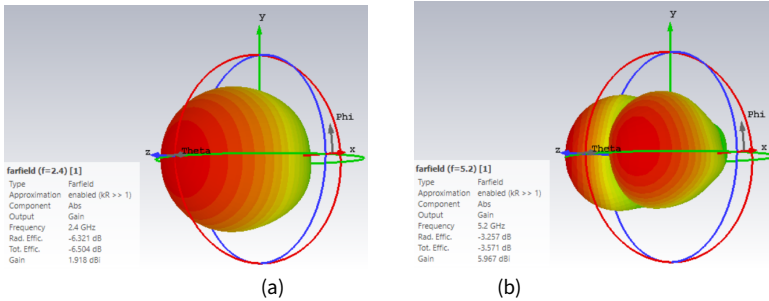 y
Phi
z
Theta
x
farfield (f=2.4) [1]
Type Farfield
Approximation enabled (kR >> 1)
Component Abs
Output Gain
Frequency 2.4 GHz
Rad. Effic. -6.321 dB
Tot. Effic. -6.504 dB
Gain 1.918 dBi
(a)
y
Phi
z
Theta
x
farfield (f=5.2) [1]
Type Farfield
Approximation enabled (kR >> 1)
Component Abs
Output Gain
Frequency 5.2 GHz
Rad. Effic. -3.257 dB
Tot. Effic. -3.571 dB
Gain 5.967 dBi
(b)